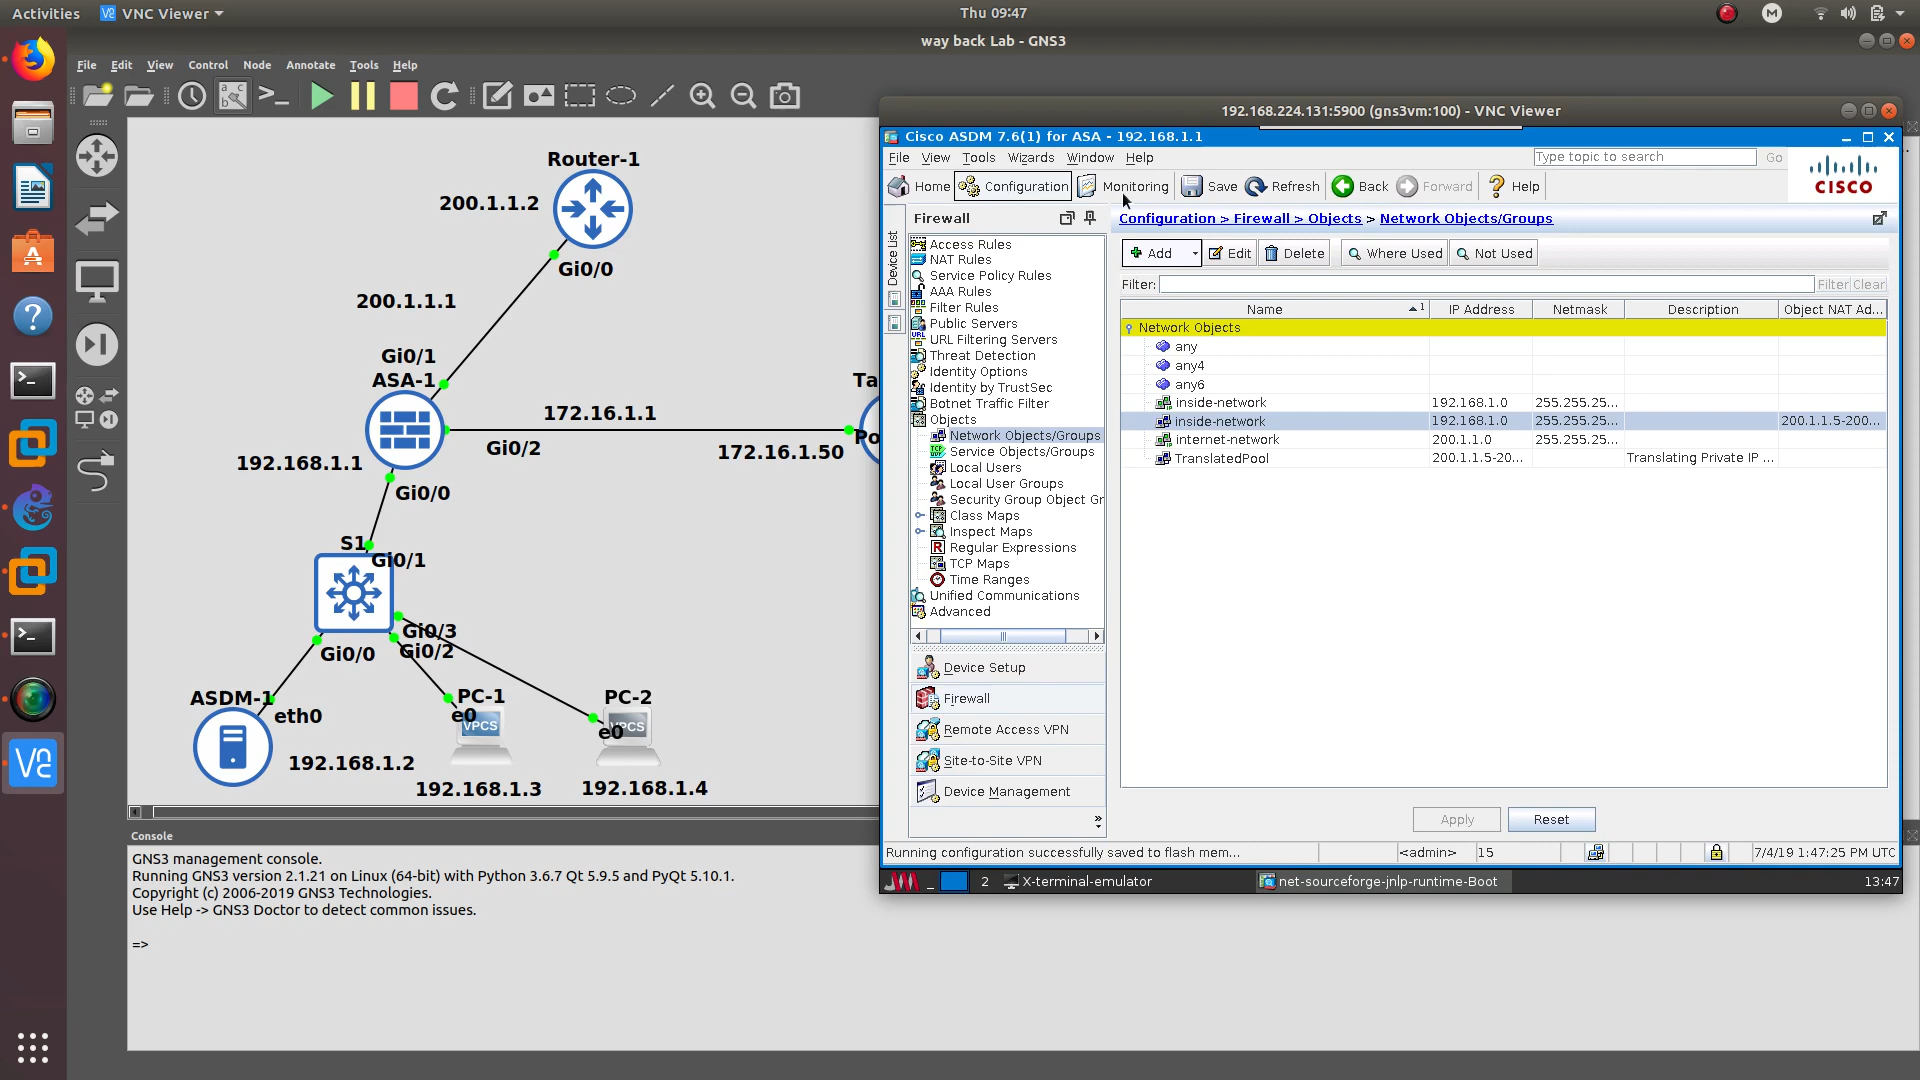 Activities
VNC Viewer
Thu 09:47
M
way back Lab - GNS3
File Edit View Control Node Annotate Tools Help
Router-1
200.1.1.2
Gi0/0
200.1.1.1
Gi0/1
ASA-1
172.16.1.1
Gi0/2
172.16.1.50
Ta
Po
192.168.1.1
Gi0/0
S1
Gi0/1
Gi0/3
Gi0/2
Gi0/0
ASDM-1
eth0
192.168.1.2
PC-1
e0
VPCS
192.168.1.3
PC-2
e0
VPCS
192.168.1.4
Console
GNS3 management console.
Running GNS3 version 2.1.21 on Linux (64-bit) with Python 3.6.7 Qt 5.9.5 and PyQt 5.10.1.
Copyright (c) 2006-2019 GNS3 Technologies.
Use Help -> GNS3 Doctor to detect common issues.
=>
192.168.224.131:5900 (gns3vm:100) - VNC Viewer
Cisco ASDM 7.6(1) for ASA - 192.168.1.1
File View Tools Wizards Window Help
Type topic to search
Go
Home Configuration Monitoring Save Refresh Back Forward Help
CISCO
Device List
Firewall
Access Rules
NAT Rules
Service Policy Rules
AAA Rules
Filter Rules
Public Servers
URL Filtering Servers
Threat Detection
Identity Options
Identity by TrustSec
Botnet Traffic Filter
Objects
Network Objects/Groups
Service Objects/Groups
Local Users
Local User Groups
Security Group Object Gr
Class Maps
Inspect Maps
Regular Expressions
TCP Maps
Time Ranges
Unified Communications
Advanced
Device Setup
Firewall
Remote Access VPN
Site-to-Site VPN
Device Management
Configuration > Firewall > Objects > Network Objects/Groups
Add Edit Delete Where Used Not Used
Filter: Filter Clear
Name 1 IP Address Netmask Description Object NAT Ad...
Network Objects
any
any4
any6
inside-network 192.168.1.0 255.255.25...
inside-network 192.168.1.0 255.255.25... 200.1.1.5-200...
internet-network 200.1.1.0 255.255.25...
TranslatedPool 200.1.1.5-20... Translating Private IP ...
Apply Reset
Running configuration successfully saved to flash mem... <admin> 15 7/4/19 1:47:25 PM UTC
2 X-terminal-emulator net-sourceforge-jnlp-runtime-Boot 13:47